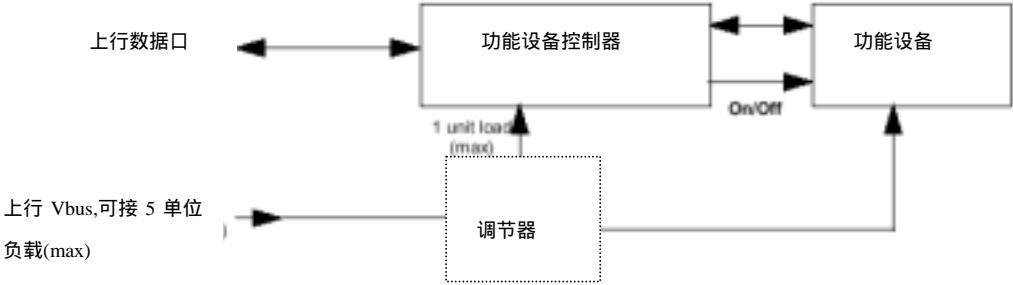 上行数据口
功能设备控制器
功能设备
On/Off
1 unit load
(max)
上行 Vbus,可接 5 单位
负载(max)
调节器